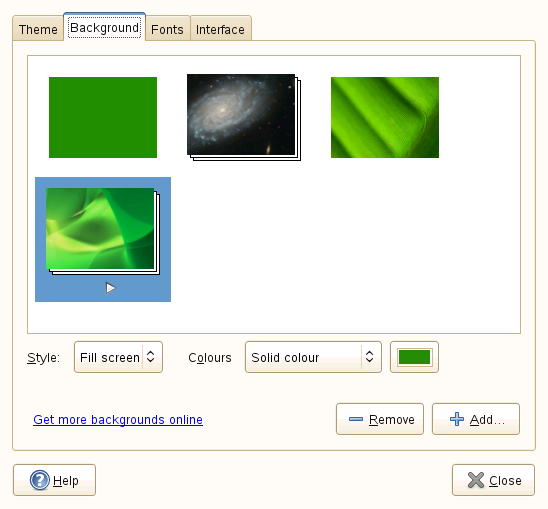 Theme Background Fonts Interface
Style: Fill screen Colours Solid colour
Get more backgrounds online Remove Add...
Help Close